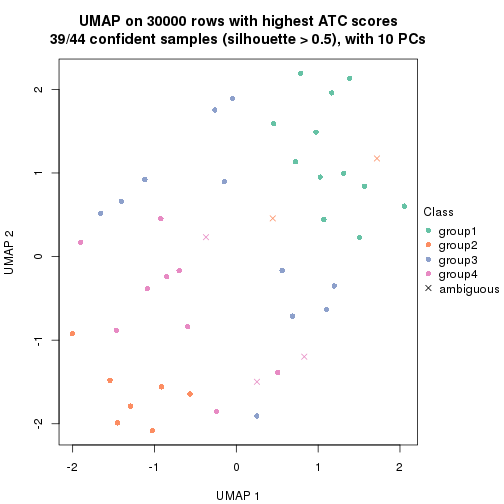 UMAP on 30000 rows with highest ATC scores
39/44 confident samples (silhouette > 0.5), with 10 PCs
UMAP 2
2
1
0
-1
-2
-2
-1
0
1
2
UMAP 1
Class
group1
group2
group3
group4
ambiguous